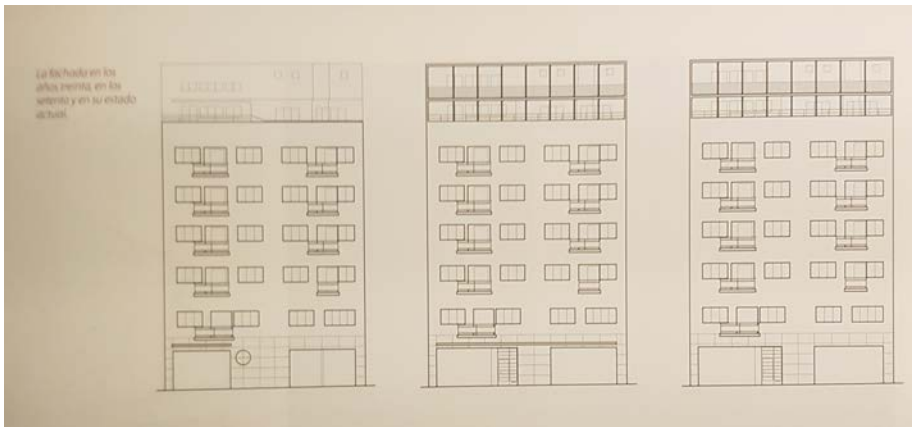 La fachada en los
años treinta, en los
setenta y en su estado
actual.